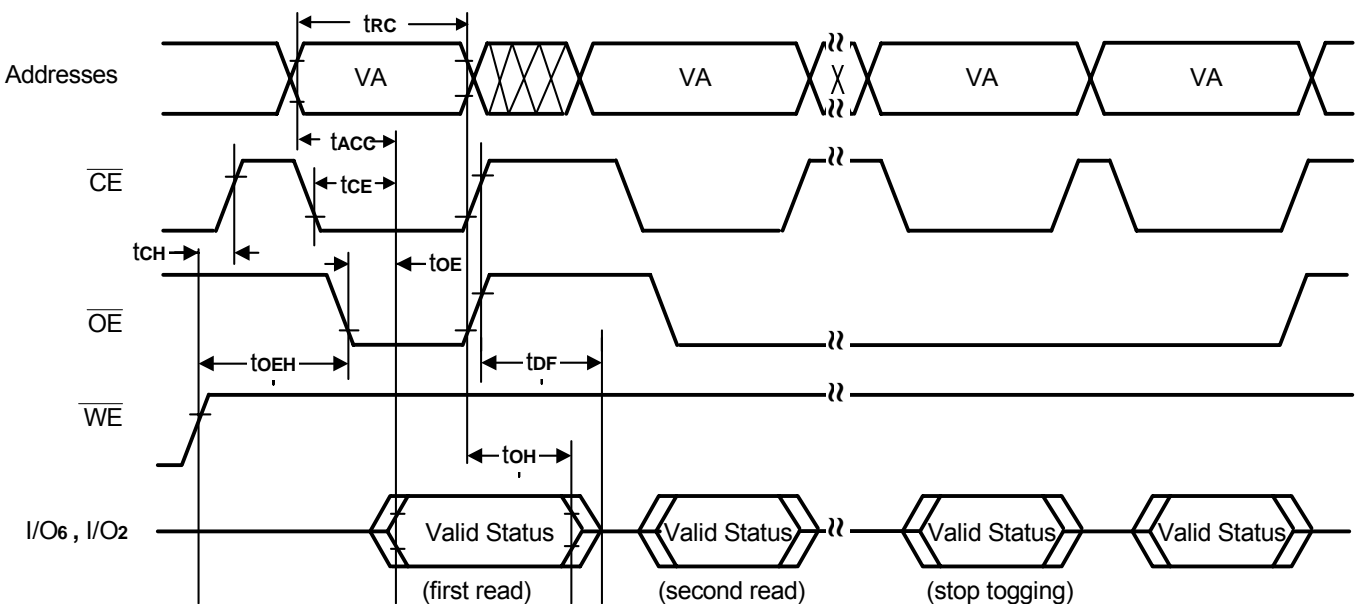 tRC
Addresses VA VA VA VA
tACC
CE tCE
tCH tOE
OE
tOEH tDF
WE
tOH
I/O6 , I/O2 Valid Status Valid Status Valid Status Valid Status
(first read) (second read) (stop togging)